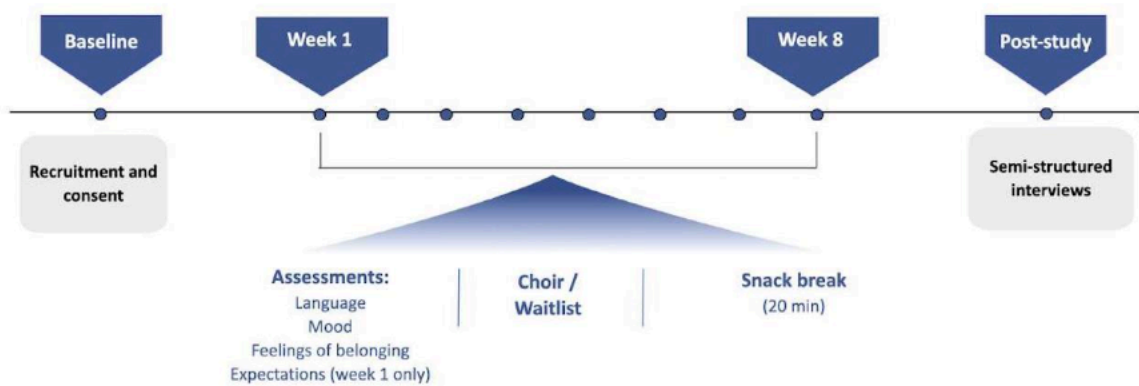 Baseline
Week 1
Week 8
Post-study
Recruitment and
consent
Semi-structured
interviews
Assessments:
Language
Mood
Feelings of belonging
Expectations (week 1 only)
Choir /
Waitlist
Snack break
(20 min)